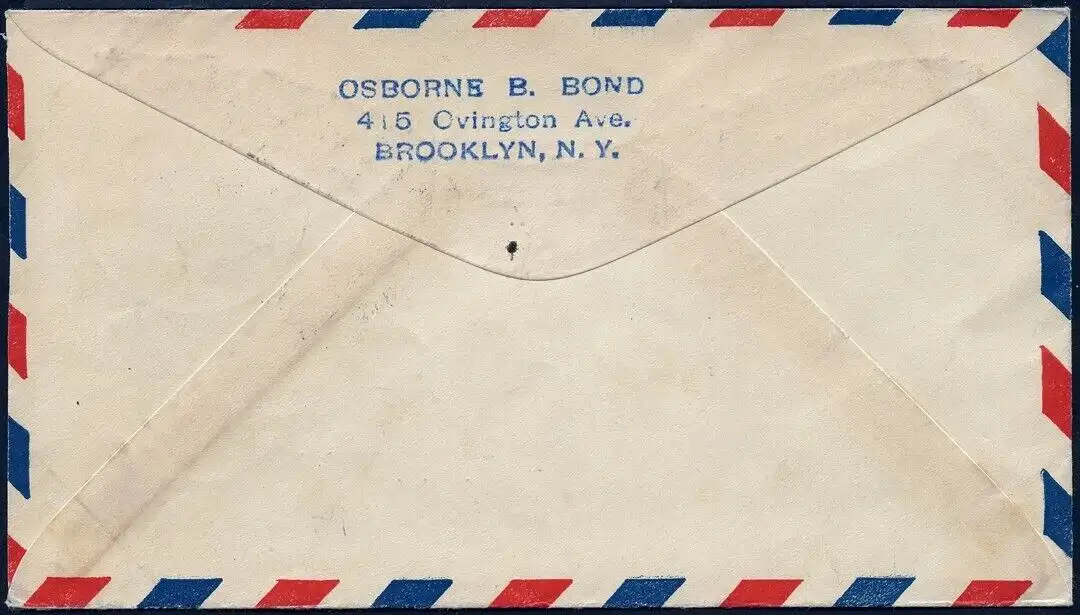 OSBORNE B. BOND
415 Ovington Ave.
BROOKLYN, N. Y.